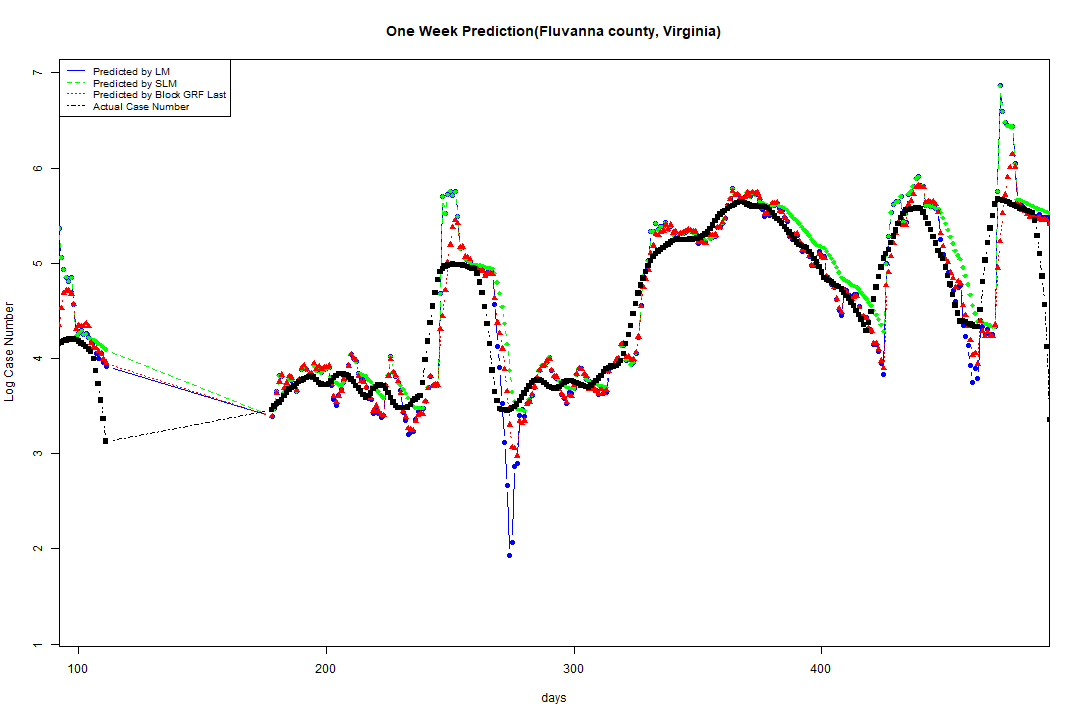 One Week Prediction(Fluvanna county, Virginia)
Predicted by LM
Predicted by SLM
Predicted by Block GRF Last
Actual Case Number
7
6
5
4
3
2
1
Log Case Number
100
200
300
400
days